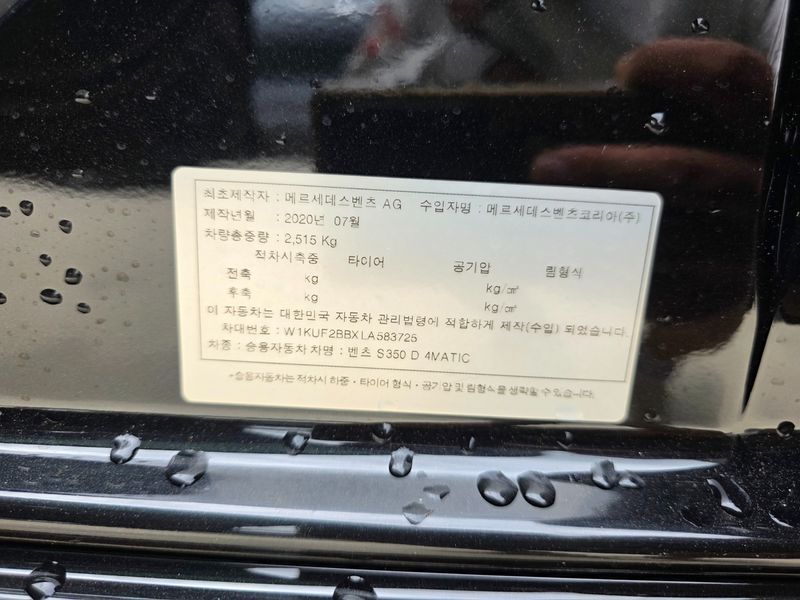 최초제작자 : 메르세데스벤츠 AG 수입자명 : 메르세데스벤츠코리아(주)
제작년월 : 2020년 07월
차량총중량 : 2,515 Kg
적차시축중 타이어 공기압 림형식
전축 kg kg/㎠
후축 kg kg/㎠
이 자동차는 대한민국 자동차 관리법령에 적합하게 제작(수입) 되었습니다.
차대번호 : W1KUF2BBXLA583725
차종 : 승용자동차 차명 : 벤츠 S350 D 4MATIC
*승용자동차는 적차시 하중·타이어 형식·공기압 및 림형식을 생략할 수 있습니다.